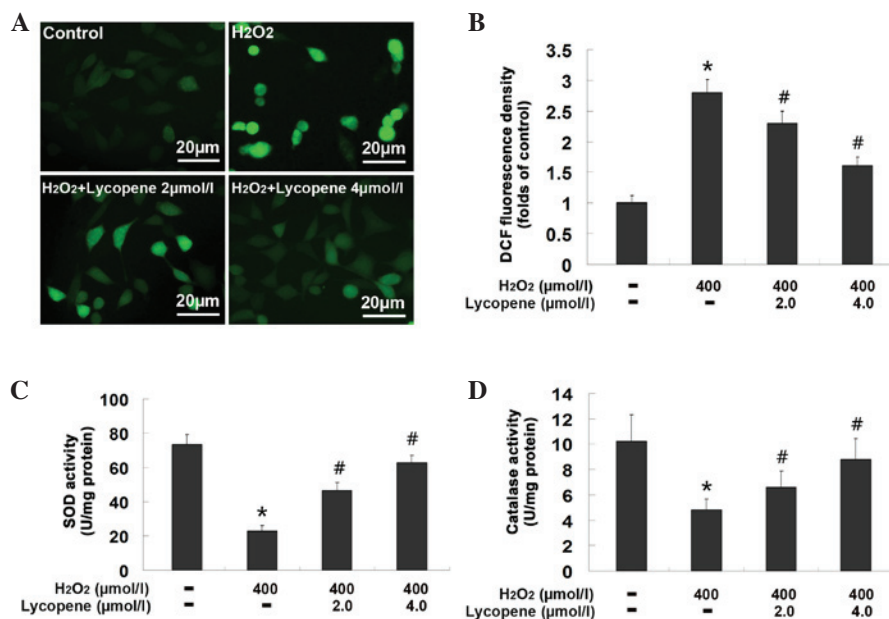 A
Control
H2O2
20µm
20µm
H2O2+Lycopene 2µmol/l
H2O2+Lycopene 4µmol/l
20µm
20µm
B
DCF fluorescence density
(folds of control)
3.5
3
2.5
2
1.5
1
0.5
0
*
#
#
H2O2 (µmol/l) - 400 400 400
Lycopene (µmol/l) - - 2.0 4.0
C
SOD activity
(U/mg protein)
100
80
60
40
20
0
*
#
#
H2O2 (µmol/l) - 400 400 400
Lycopene (µmol/l) - - 2.0 4.0
D
Catalase activity
(U/mg protein)
14
12
10
8
6
4
2
0
*
#
#
H2O2 (µmol/l) - 400 400 400
Lycopene (µmol/l) - - 2.0 4.0